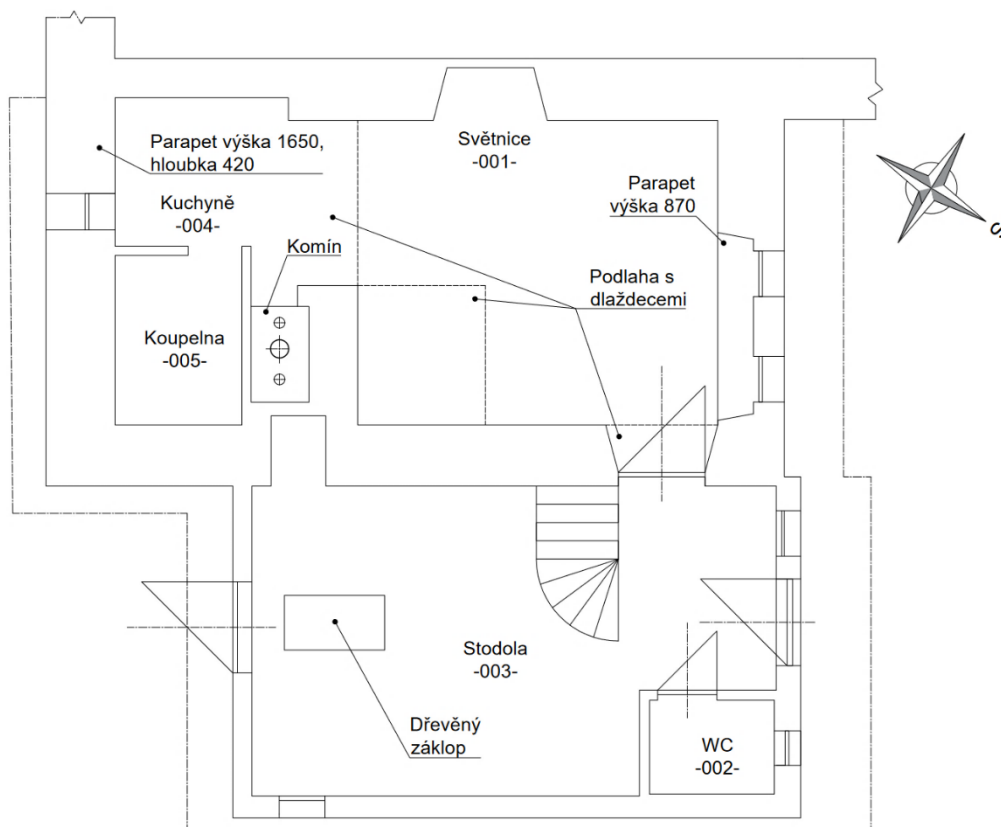 Parapet výška 1650,
hloubka 420
Světnice
-001-
Kuchyně
-004-
Parapet
výška 870
Komín
S
Podlaha s
dlaždecemi
Koupelna
-005-
Stodola
-003-
Dřevěný
záklop
WC
-002-